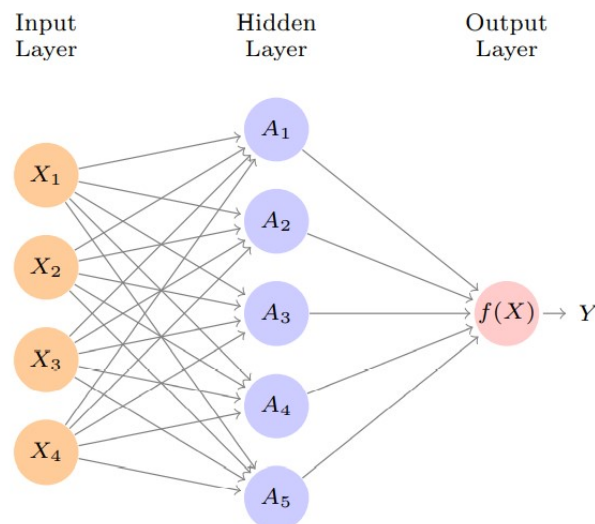 Input
Layer
Hidden
Layer
Output
Layer
X₁
X₂
X₃
X₄
A₁
A₂
A₃
A₄
A₅
f(X)
Y